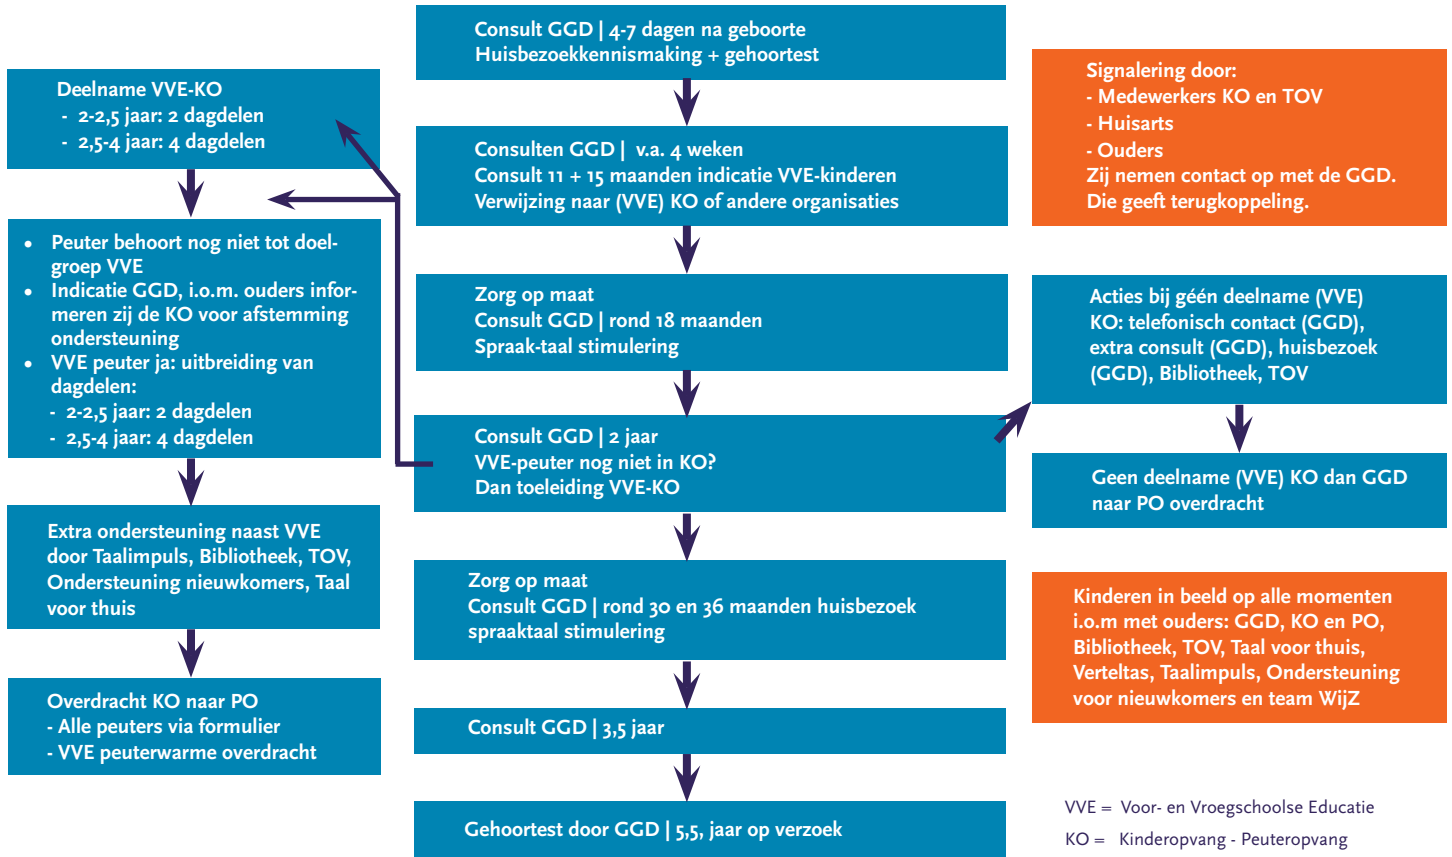 Consult GGD | 4-7 dagen na geboorte
Huisbezoekkennismaking + gehoortest
Consulten GGD | v.a. 4 weken
Consult 11 + 15 maanden indicatie VVE-kinderen
Verwijzing naar (VVE) KO of andere organisaties
Zorg op maat
Consult GGD | rond 18 maanden
Spraak-taal stimulering
Consult GGD | 2 jaar
VVE-peuter nog niet in KO?
Dan toeleiding VVE-KO
Zorg op maat
Consult GGD | rond 30 en 36 maanden huisbezoek
spraaktaal stimulering
Consult GGD | 3,5 jaar
Gehoortest door GGD | 5,5, jaar op verzoek
Deelname VVE-KO
- 2-2,5 jaar: 2 dagdelen
- 2,5-4 jaar: 4 dagdelen
• Peuter behoort nog niet tot doel-
groep VVE
• Indicatie GGD, i.o.m. ouders infor-
meren zij de KO voor afstemming
ondersteuning
• VVE peuter ja: uitbreiding van
dagdelen:
- 2-2,5 jaar: 2 dagdelen
- 2,5-4 jaar: 4 dagdelen
Extra ondersteuning naast VVE
door Taalimpuls, Bibliotheek, TOV,
Ondersteuning nieuwkomers, Taal
voor thuis
Overdracht KO naar PO
- Alle peuters via formulier
- VVE peuterwarme overdracht
Signalering door:
- Medewerkers KO en TOV
- Huisarts
- Ouders
Zij nemen contact op met de GGD.
Die geeft terugkoppeling.
Acties bij géén deelname (VVE)
KO: telefonisch contact (GGD),
extra consult (GGD), huisbezoek
(GGD), Bibliotheek, TOV
Geen deelname (VVE) KO dan GGD
naar PO overdracht
Kinderen in beeld op alle momenten
i.o.m met ouders: GGD, KO en PO,
Bibliotheek, TOV, Taal voor thuis,
Verteltas, Taalimpuls, Ondersteuning
voor nieuwkomers en team WijZ
VVE = Voor- en Vroegschoolse Educatie
KO = Kinderopvang - Peuteropvang